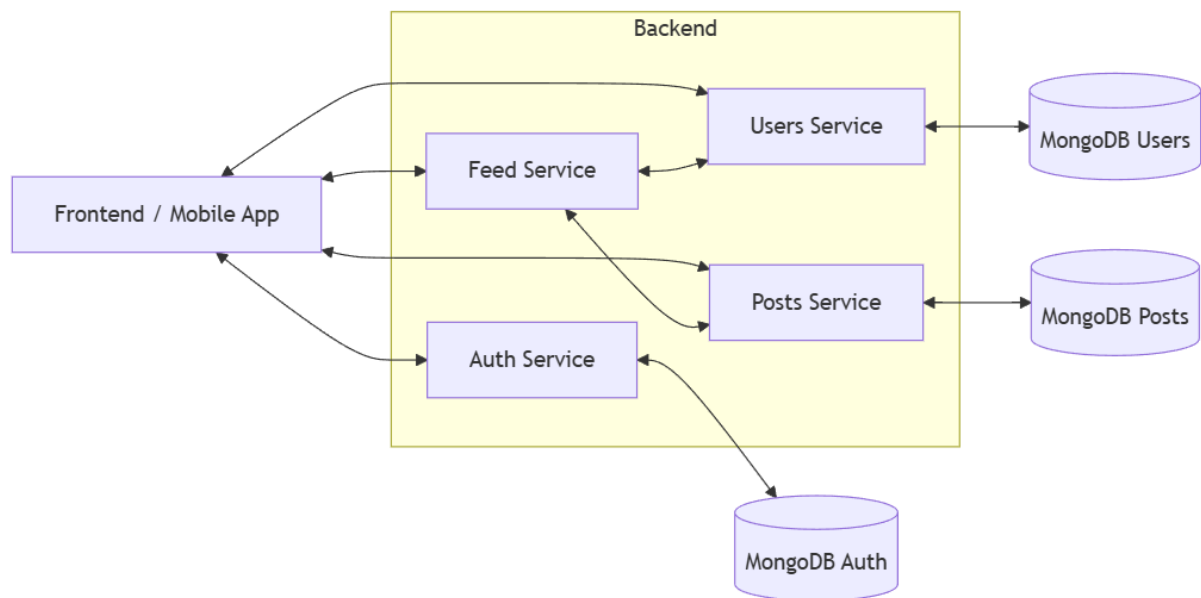 Backend
Users Service
MongoDB Users
Feed Service
Frontend / Mobile App
Posts Service
MongoDB Posts
Auth Service
MongoDB Auth